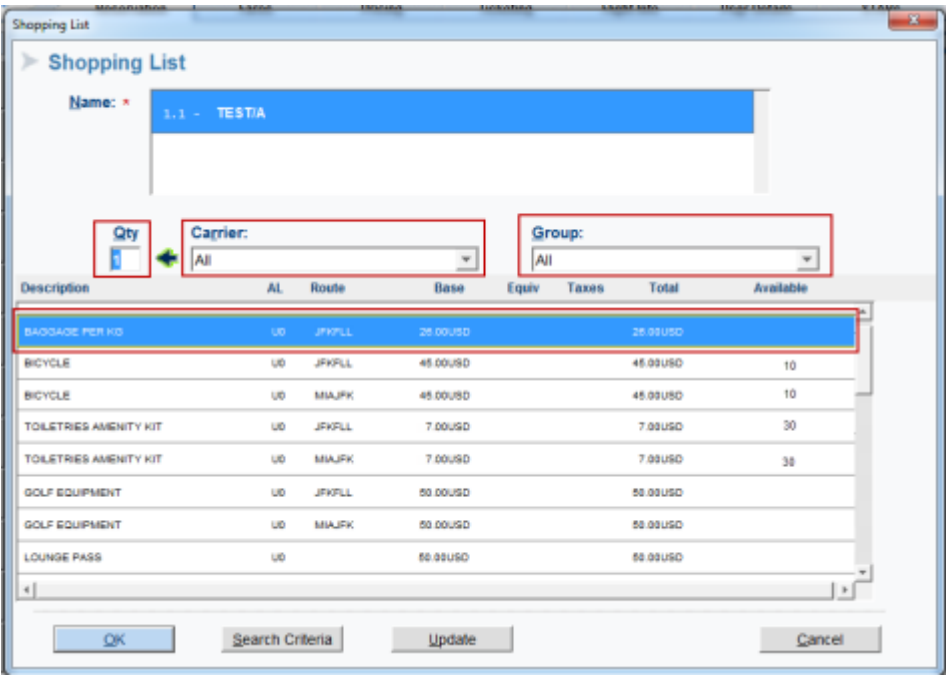 Shopping List
Shopping List
Name: *
1.1 - TEST/A
Qty Carrier: Group:
1 All All
Description AL Route Base Equiv Taxes Total Available
BAGGAGE PER KG U0 JFKFLL 26.00USD 26.00USD
BICYCLE U0 JFKFLL 45.00USD 45.00USD 10
BICYCLE U0 MIAJFK 45.00USD 45.00USD 10
TOILETRIES AMENITY KIT U0 JFKFLL 7.00USD 7.00USD 30
TOILETRIES AMENITY KIT U0 MIAJFK 7.00USD 7.00USD 30
GOLF EQUIPMENT U0 JFKFLL 50.00USD 50.00USD
GOLF EQUIPMENT U0 MIAJFK 50.00USD 50.00USD
LOUNGE PASS U0 50.00USD 50.00USD
OK Search Criteria Update Cancel